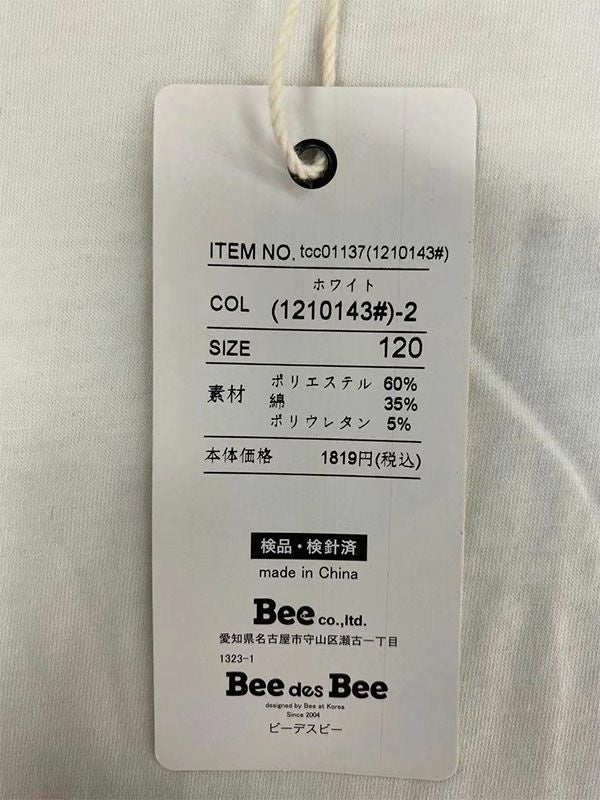 ITEM NO. tcc01137(1210143#)
ホワイト
COL (1210143#)-2
SIZE 120
素材 ポリエステル 60%
綿 35%
ポリウレタン 5%
本体価格 1819円(税込)
検品・検針済
made in China
Bee co.,ltd.
愛知県名古屋市守山区瀬古一丁目
1323-1
Bee des Bee
designed by Bee at Korea
Since 2004
ビーデスビー